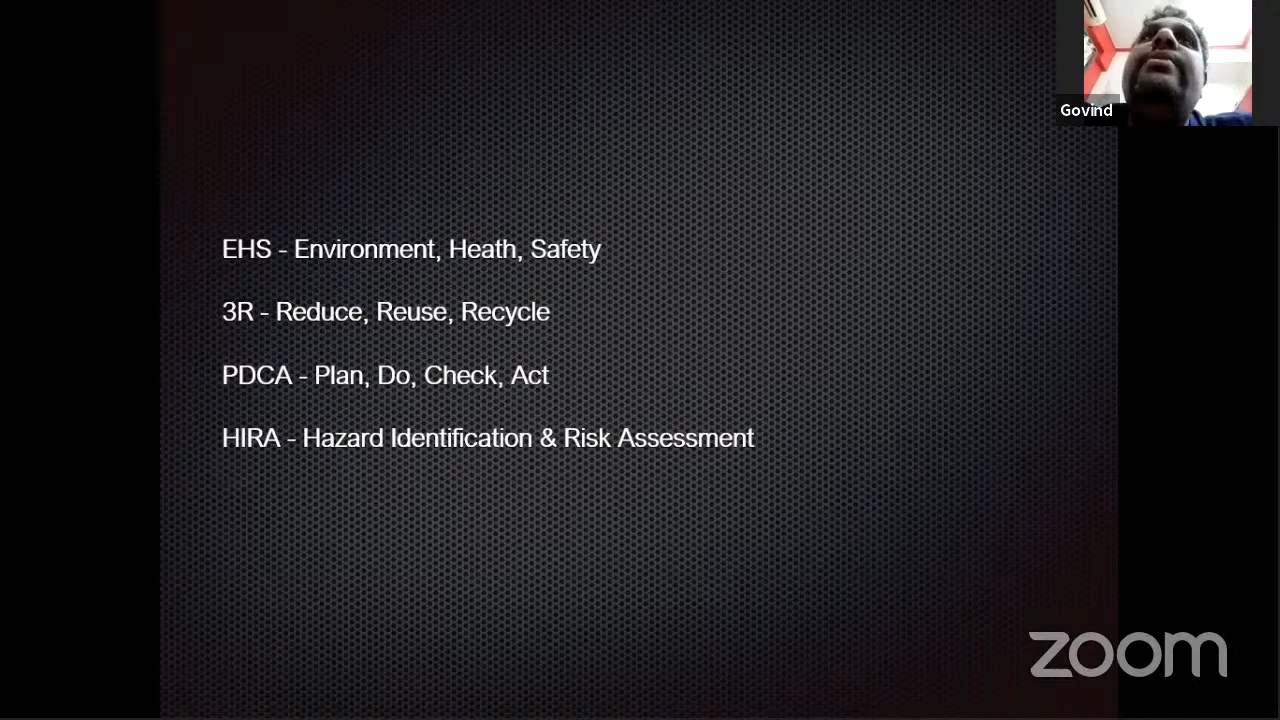 Govind
EHS - Environment, Heath, Safety
3R - Reduce, Reuse, Recycle
PDCA - Plan, Do, Check, Act
HIRA - Hazard Identification & Risk Assessment
zoom